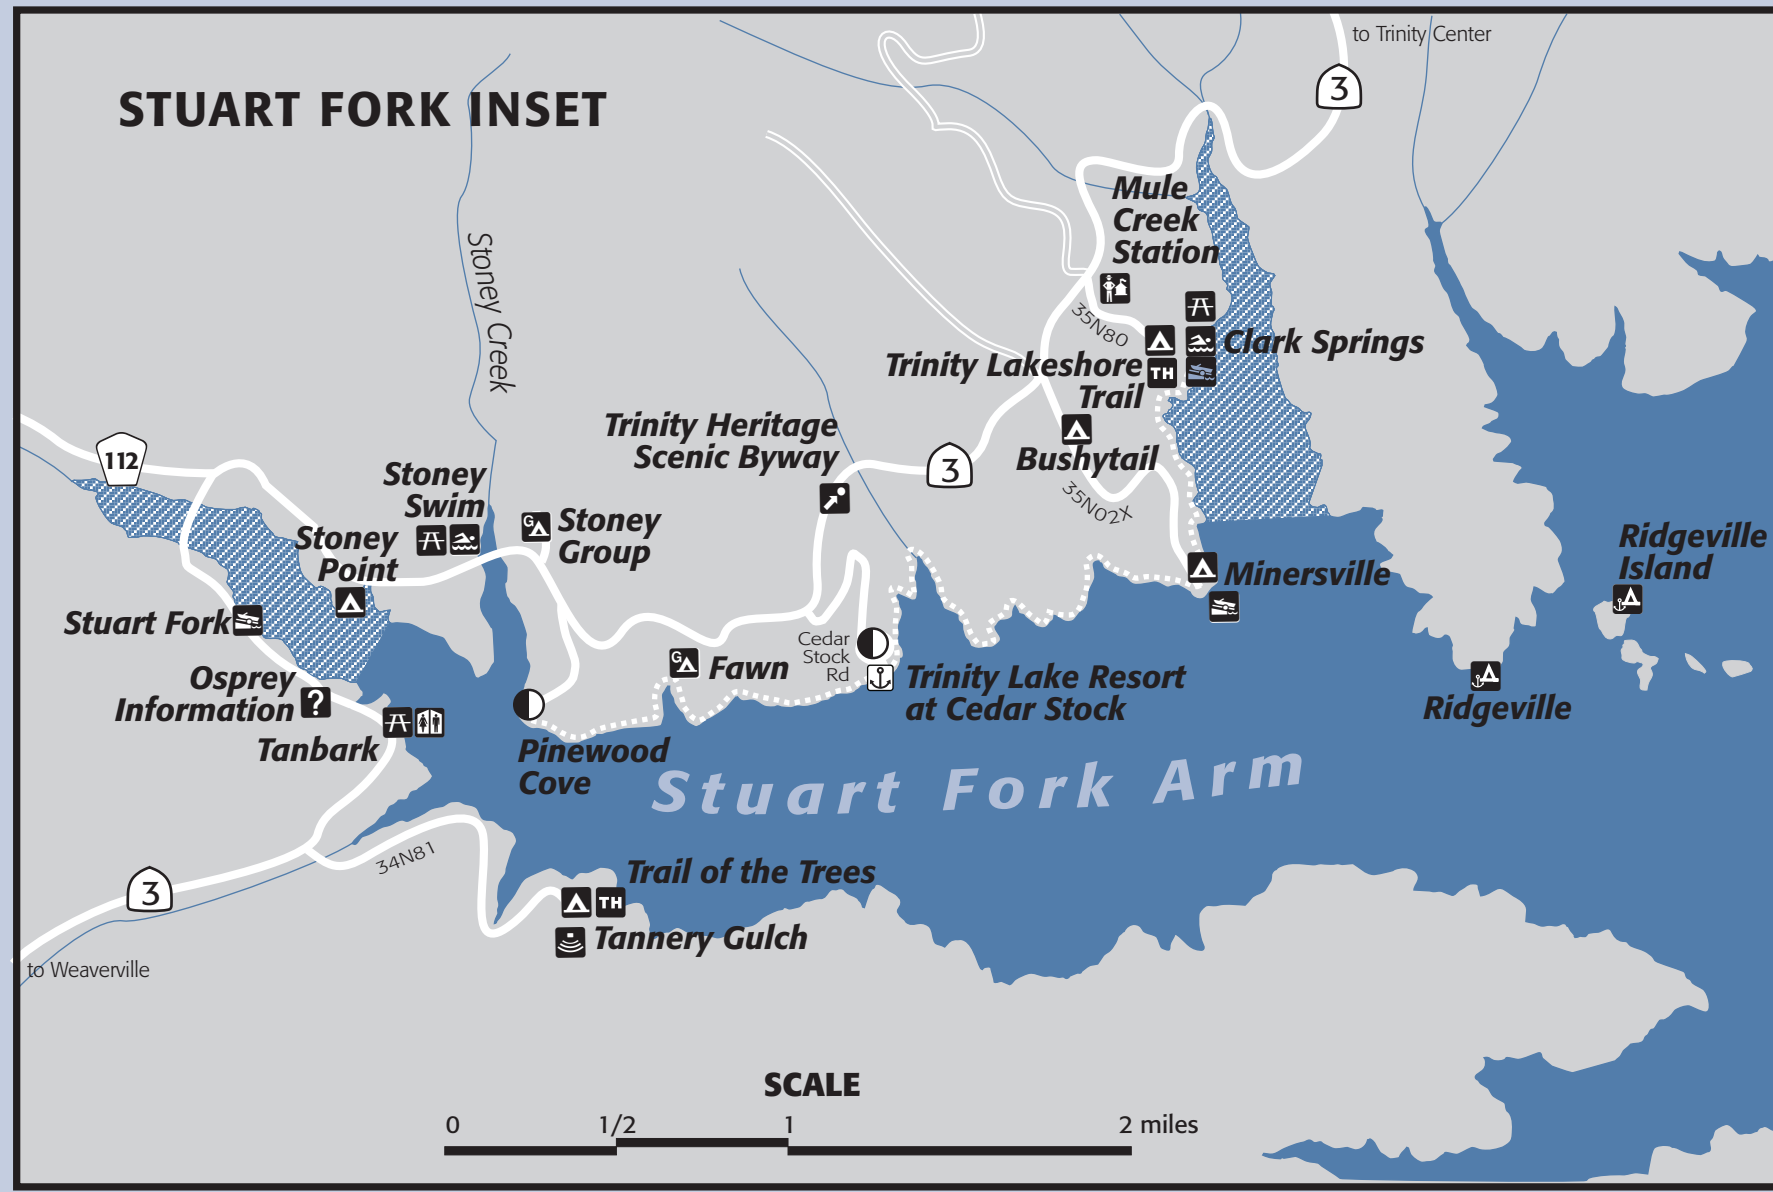 to Trinity Center
3
STUART FORK INSET
Mule
Creek
Station
Stoney Creek
35N80
Clark Springs
Trinity Lakeshore
Trail
TH
Trinity Heritage
Scenic Byway
3
Bushytail
35N02X
112
Stoney
Swim
G
Stoney
Group
Stoney
Point
Ridgeville
Island
Minersville
Stuart Fork
Cedar
Stock
Rd
G
Fawn
Trinity Lake Resort
at Cedar Stock
Osprey
Information
?
Ridgeville
Tanbark
Pinewood
Cove
Stuart Fork Arm
34N81
3
Trail of the Trees
TH
Tannery Gulch
to Weaverville
SCALE
0 1/2 1 2 miles